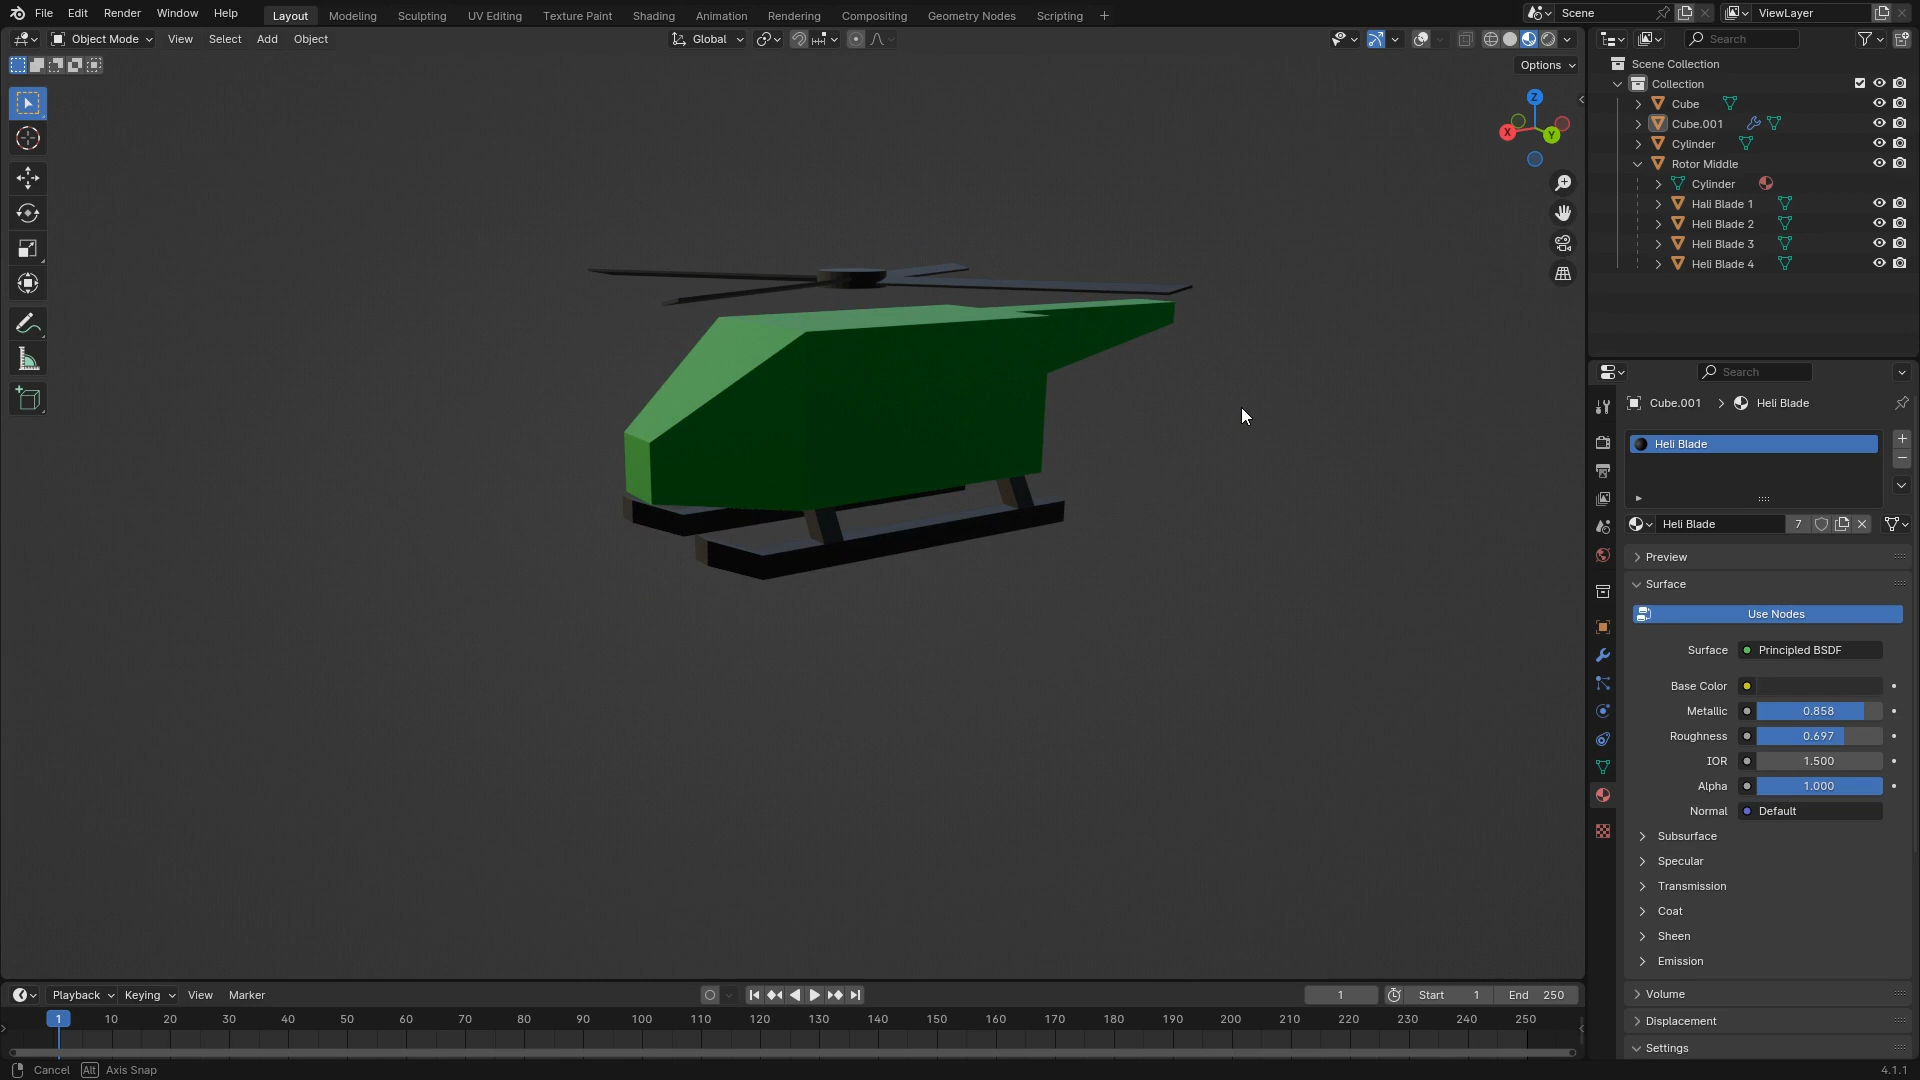 File Edit Render Window Help Layout Modeling Sculpting UV Editing Texture Paint Shading Animation Rendering Compositing Geometry Nodes Scripting + Scene ViewLayer
Object Mode View Select Add Object Global Search
Options
Scene Collection
Collection
Cube
Cube.001
Cylinder
Rotor Middle
Cylinder
Hali Blade 1
Heli Blade 2
Heli Blade 3
Heli Blade 4
Z
X
Y
Search
Cube.001 > Heli Blade
Heli Blade
Heli Blade 7
Preview
Surface
Use Nodes
Surface Principled BSDF
Base Color
Metallic 0.858
Roughness 0.697
IOR 1.500
Alpha 1.000
Normal Default
Subsurface
Specular
Transmission
Coat
Sheen
Emission
Volume
Displacement
Settings
Playback Keying View Marker 1 Start 1 End 250
1 10 20 30 40 50 60 70 80 90 100 110 120 130 140 150 160 170 180 190 200 210 220 230 240 250
Cancel Alt Axis Snap 4.1.1